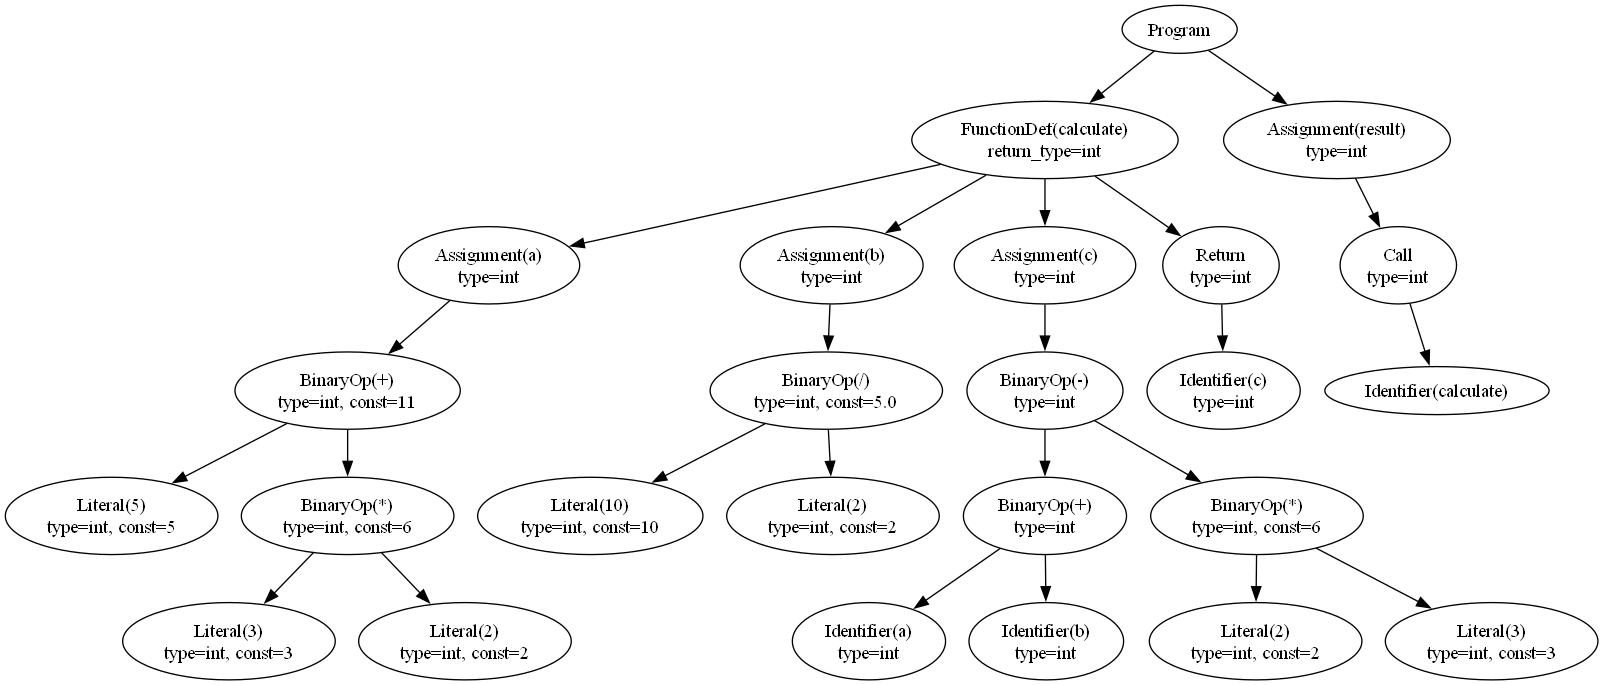 Program
FunctionDef(calculate)
return_type=int
Assignment(result)
type=int
Assignment(a)
type=int
Assignment(b)
type=int
Assignment(c)
type=int
Return
type=int
Call
type=int
BinaryOp(+)
type=int, const=11
BinaryOp(/)
type=int, const=5.0
BinaryOp(-)
type=int
Identifier(c)
type=int
Identifier(calculate)
Literal(5)
type=int, const=5
BinaryOp(*)
type=int, const=6
Literal(10)
type=int, const=10
Literal(2)
type=int, const=2
BinaryOp(+)
type=int
BinaryOp(*)
type=int, const=6
Literal(3)
type=int, const=3
Literal(2)
type=int, const=2
Identifier(a)
type=int
Identifier(b)
type=int
Literal(2)
type=int, const=2
Literal(3)
type=int, const=3